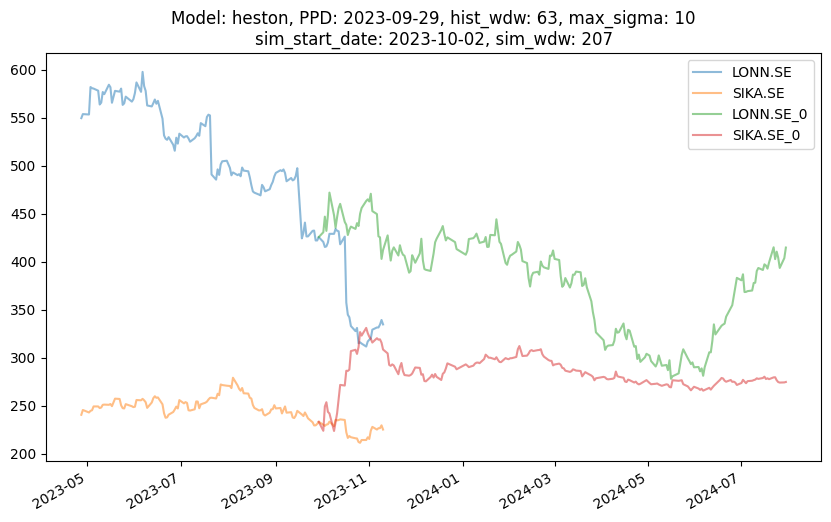 Model: heston, PPD: 2023-09-29, hist_wdw: 63, max_sigma: 10
sim_start_date: 2023-10-02, sim_wdw: 207
600
550
500
450
400
350
300
250
200
LONN.SE
SIKA.SE
LONN.SE_0
SIKA.SE_0
2023-05
2023-07
2023-09
2023-11
2024-01
2024-03
2024-05
2024-07